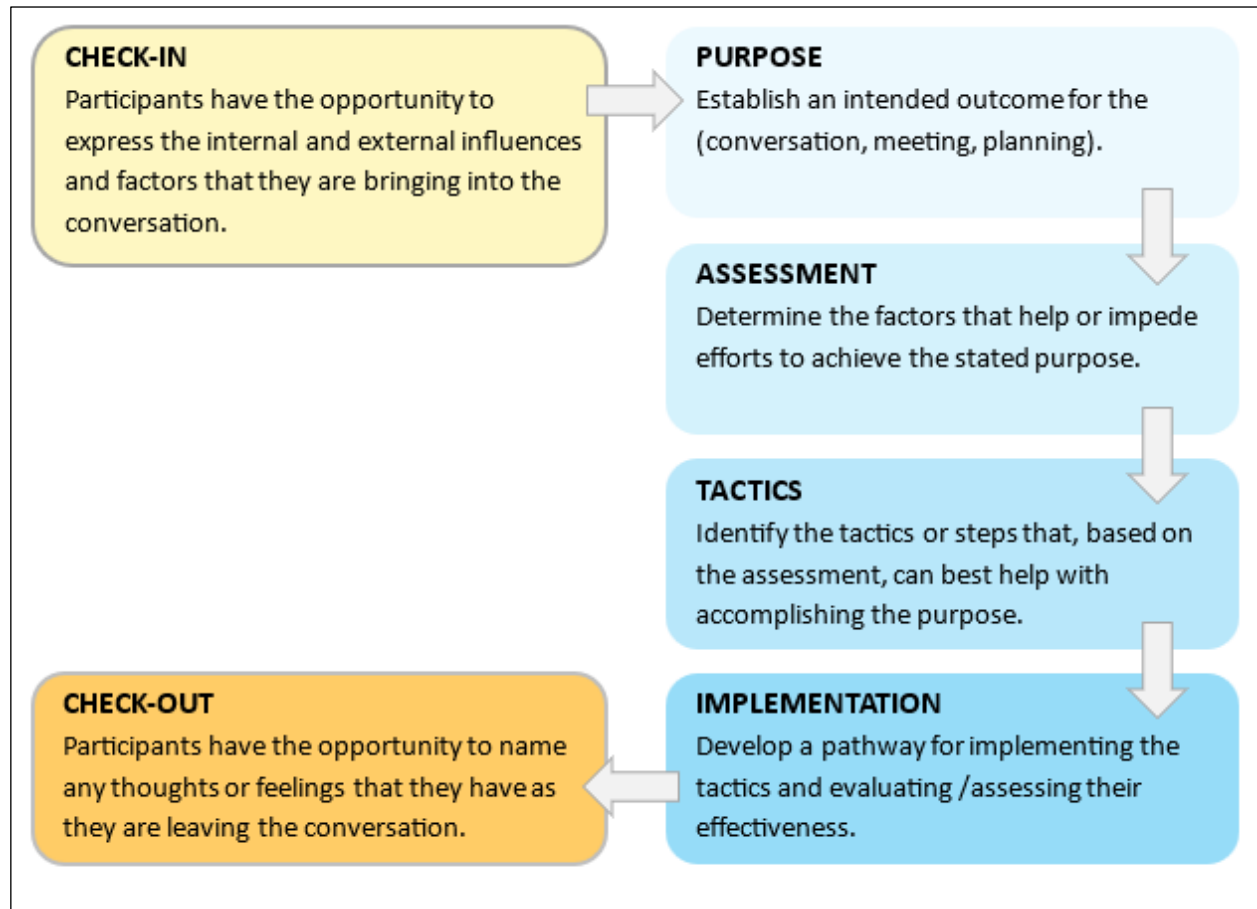 CHECK-IN
Participants have the opportunity to
express the internal and external influences
and factors that they are bringing into the
conversation.
PURPOSE
Establish an intended outcome for the
(conversation, meeting, planning).
ASSESSMENT
Determine the factors that help or impede
efforts to achieve the stated purpose.
TACTICS
Identify the tactics or steps that, based on
the assessment, can best help with
accomplishing the purpose.
IMPLEMENTATION
Develop a pathway for implementing the
tactics and evaluating /assessing their
effectiveness.
CHECK-OUT
Participants have the opportunity to name
any thoughts or feelings that they have as
they are leaving the conversation.